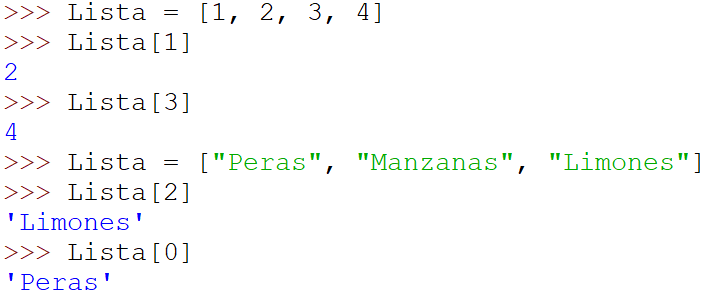 >>> Lista = [1, 2, 3, 4]
>>> Lista[1]
2
>>> Lista[3]
4
>>> Lista = ["Peras", "Manzanas", "Limones"]
>>> Lista[2]
'Limones'
>>> Lista[0]
'Peras'